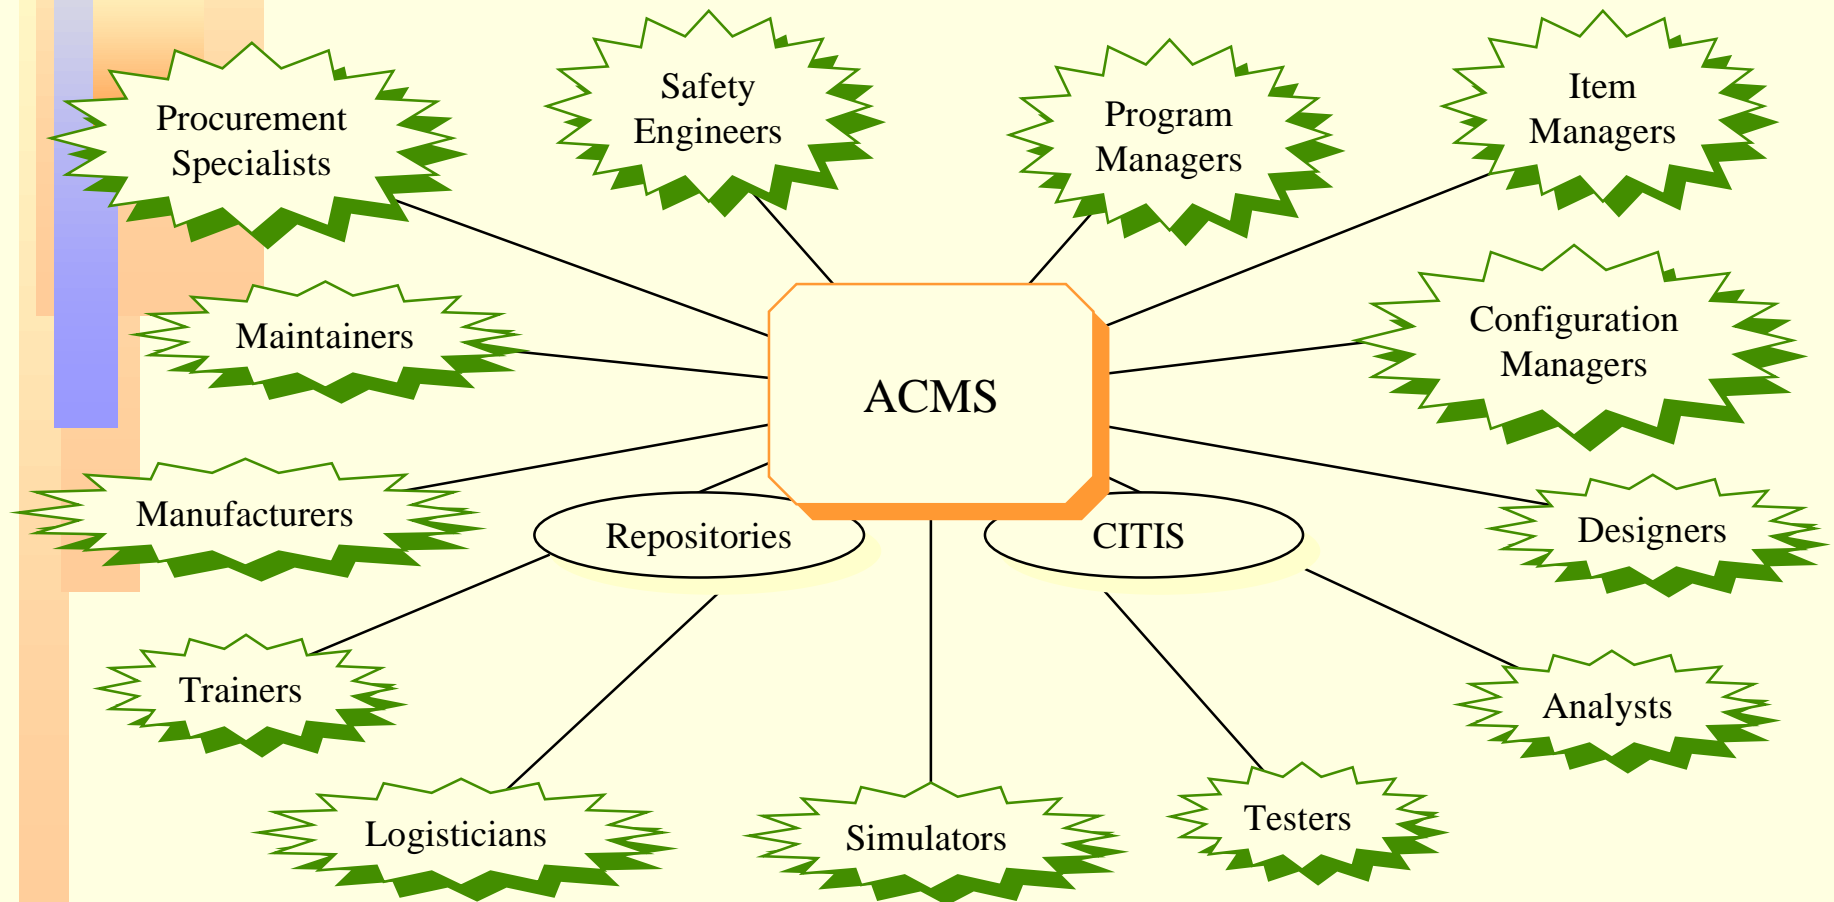 Procurement
Specialists
Safety
Engineers
Program
Managers
Item
Managers
Maintainers
Configuration
Managers
ACMS
Manufacturers
Repositories
CITIS
Designers
Trainers
Analysts
Logisticians
Simulators
Testers